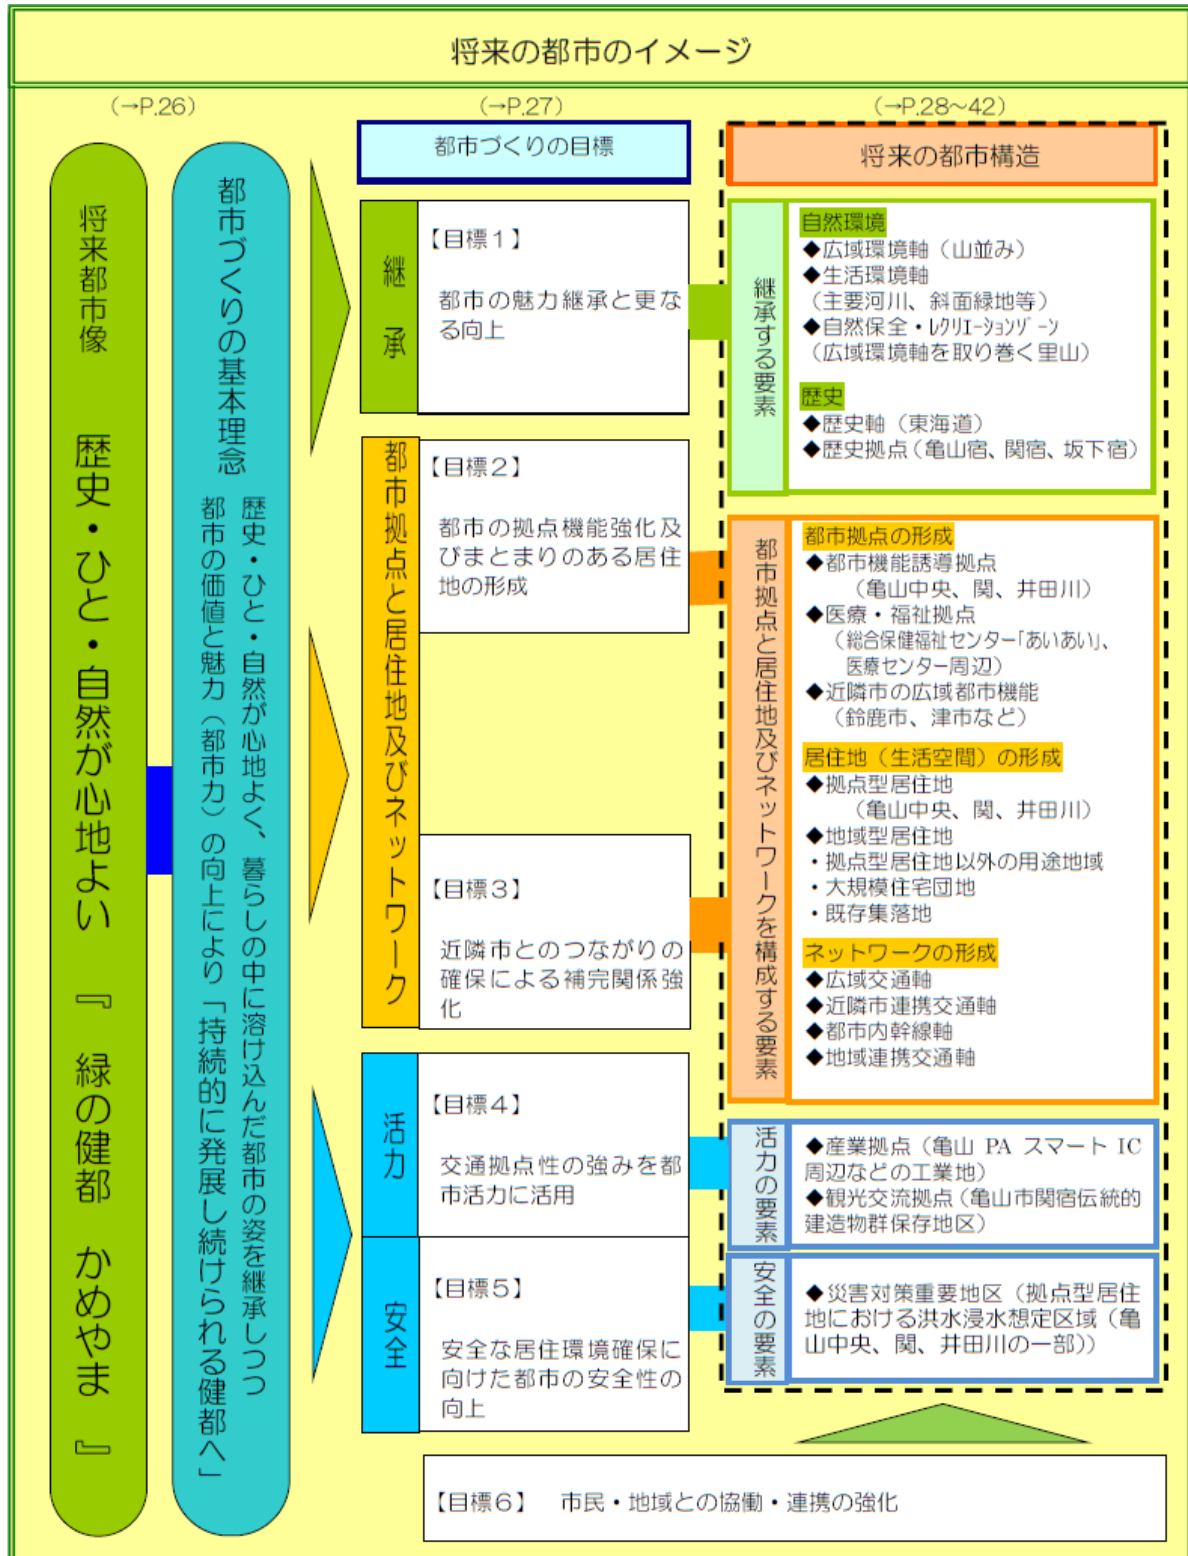 将来の都市のイメージ
(→P.26)
(→P.27)
(→P.28~42)
将来都市像 歴史・ひと・自然が心地よい『緑の健都 かめやま』
都市づくりの基本理念
歴史・ひと・自然が心地よく、暮らしの中に溶け込んだ都市の姿を継承しつつ
都市の価値と魅力（都市力）の向上により「持続的に発展し続けられる健都へ」
都市づくりの目標
継承
【目標１】
都市の魅力継承と更な
る向上
都市拠点と居住地及びネットワーク
【目標２】
都市の拠点機能強化及
びまとまりのある居住
地の形成
【目標３】
近隣市とのつながりの
確保による補完関係強
化
活力
【目標４】
交通拠点性の強みを都
市活力に活用
安全
【目標５】
安全な居住環境確保に
向けた都市の安全性の
向上
将来の都市構造
継承する要素
自然環境
◆広域環境軸（山並み）
◆生活環境軸
（主要河川、斜面緑地等）
◆自然保全・ﾚｸﾘｴｰｼｮﾝｿﾞｰﾝ
（広域環境軸を取り巻く里山）
歴史
◆歴史軸（東海道）
◆歴史拠点（亀山宿、関宿、坂下宿）
都市拠点と居住地及びネットワークを構成する要素
都市拠点の形成
◆都市機能誘導拠点
（亀山中央、関、井田川）
◆医療・福祉拠点
（総合保健福祉センター「あいあい」、
医療センター周辺）
◆近隣市の広域都市機能
（鈴鹿市、津市など）
居住地（生活空間）の形成
◆拠点型居住地
（亀山中央、関、井田川）
◆地域型居住地
・拠点型居住地以外の用途地域
・大規模住宅団地
・既存集落地
ネットワークの形成
◆広域交通軸
◆近隣市連携交通軸
◆都市内幹線軸
◆地域連携交通軸
活力の要素
◆産業拠点（亀山 PA スマート IC
周辺などの工業地）
◆観光交流拠点（亀山市関宿伝統的
建造物群保存地区）
安全の要素
◆災害対策重要地区（拠点型居住
地における洪水浸水想定区域（亀
山中央、関、井田川の一部））
【目標６】 市民・地域との協働・連携の強化